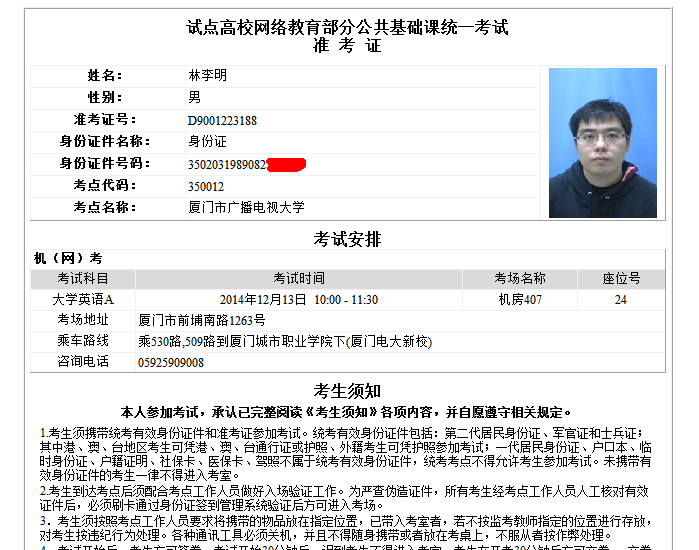 试点高校网络教育部分公共基础课统一考试
准 考 证
姓名： 林李明
性别： 男
准考证号： D9001223188
身份证件名称： 身份证
身份证件号码： 3502031989082
考点代码： 350012
考点名称： 厦门市广播电视大学
考试安排
机（网）考
考试科目 考试时间 考场名称 座位号
大学英语A 2014年12月13日 10:00 - 11:30 机房407 24
考场地址 厦门市前埔南路1263号
乘车路线 乘530路,509路到厦门城市职业学院下(厦门电大新校)
咨询电话 05925909008
考生须知
本人参加考试，承认已完整阅读《考生须知》各项内容，并自愿遵守相关规定。
1.考生须携带统考有效身份证件和准考证参加考试。统考有效身份证件包括：第二代居民身份证、军官证和士兵证；
其中港、澳、台地区考生可凭港、澳、台通行证或护照、外籍考生可凭护照参加考试；一代居民身份证、户口本、临
时身份证、户籍证明、社保卡、医保卡、驾照不属于统考有效身份证件，统考考点不得允许考生参加考试。未携带有
效身份证件的考生一律不得进入考室。
2.考生到达考点后须配合考点工作人员做好入场验证工作。为严查伪造证件，所有考生经考点工作人员人工核对有效
证件后，必须刷卡通过身份证签到管理系统验证后方可进入考场。
3．考生须按照考点工作人员要求将携带的物品放在指定位置，已带入考室者，若不按监考教师指定的位置进行存放，
对考生按违纪行为处理。各种通讯工具必须关机，并且不得随身携带或者放在考桌上，不服从者按作弊处理。